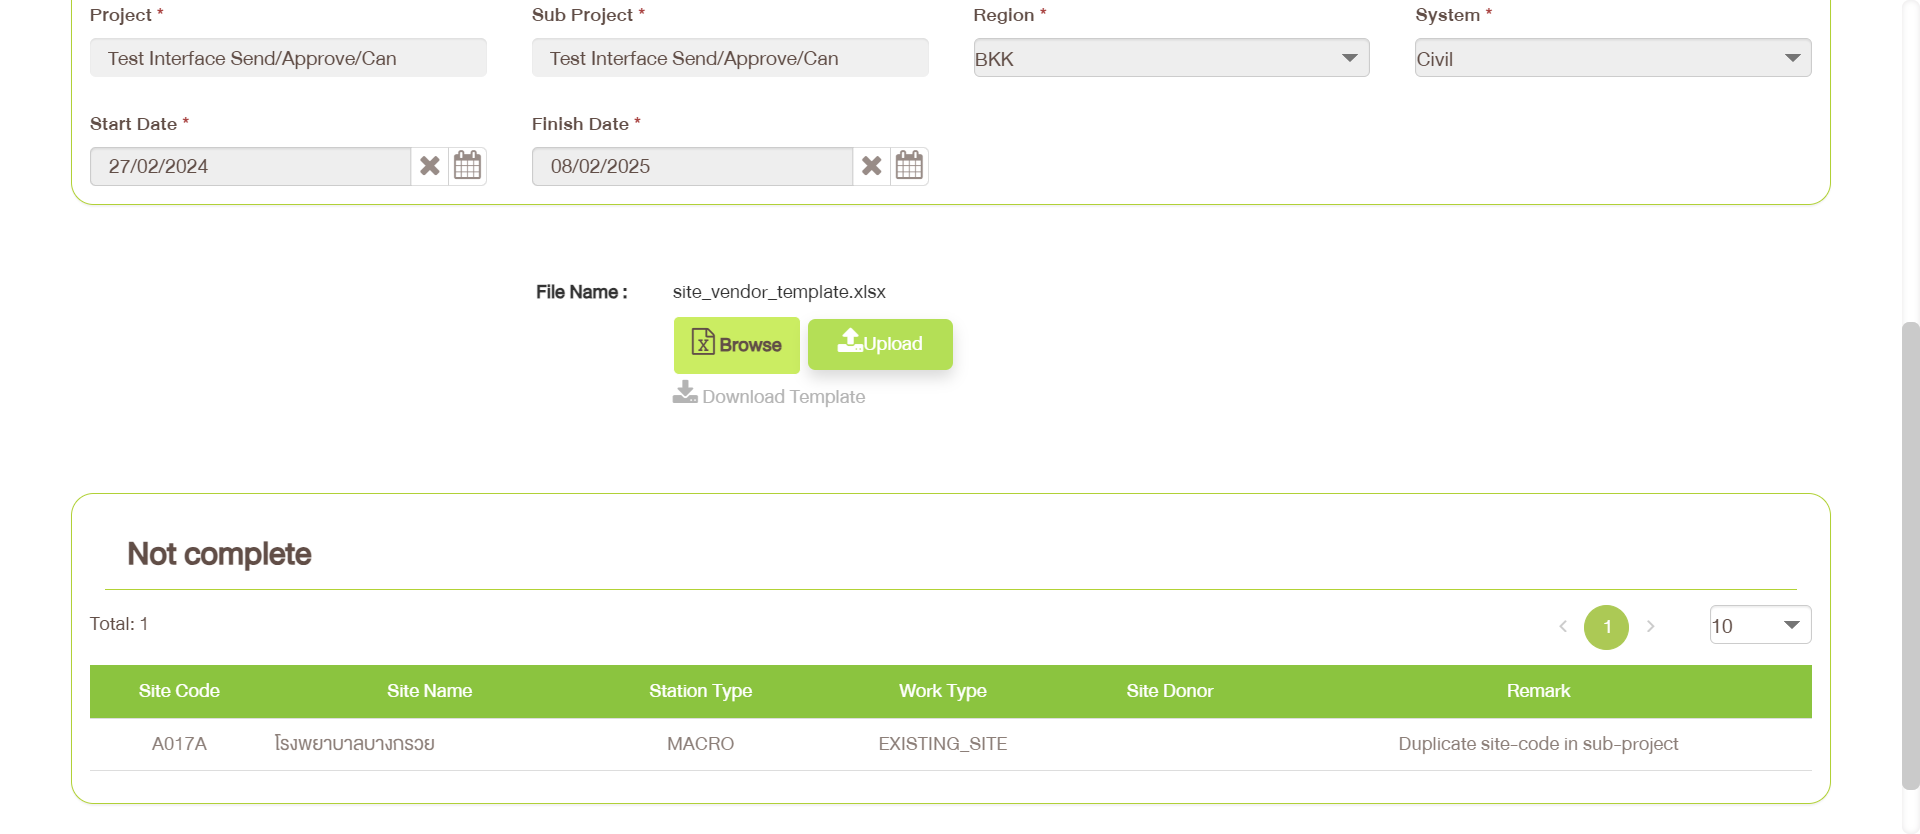 Project * Sub Project * Region * System *
Test Interface Send/Approve/Can Test Interface Send/Approve/Can BKK Civil
Start Date * Finish Date *
27/02/2024 08/02/2025
File Name : site_vendor_template.xlsx
Browse Upload
Download Template
Not complete
Total: 1 1 10
Site Code Site Name Station Type Work Type Site Donor Remark
A017A โรงพยาบาลบางกรวย MACRO EXISTING_SITE Duplicate site-code in sub-project